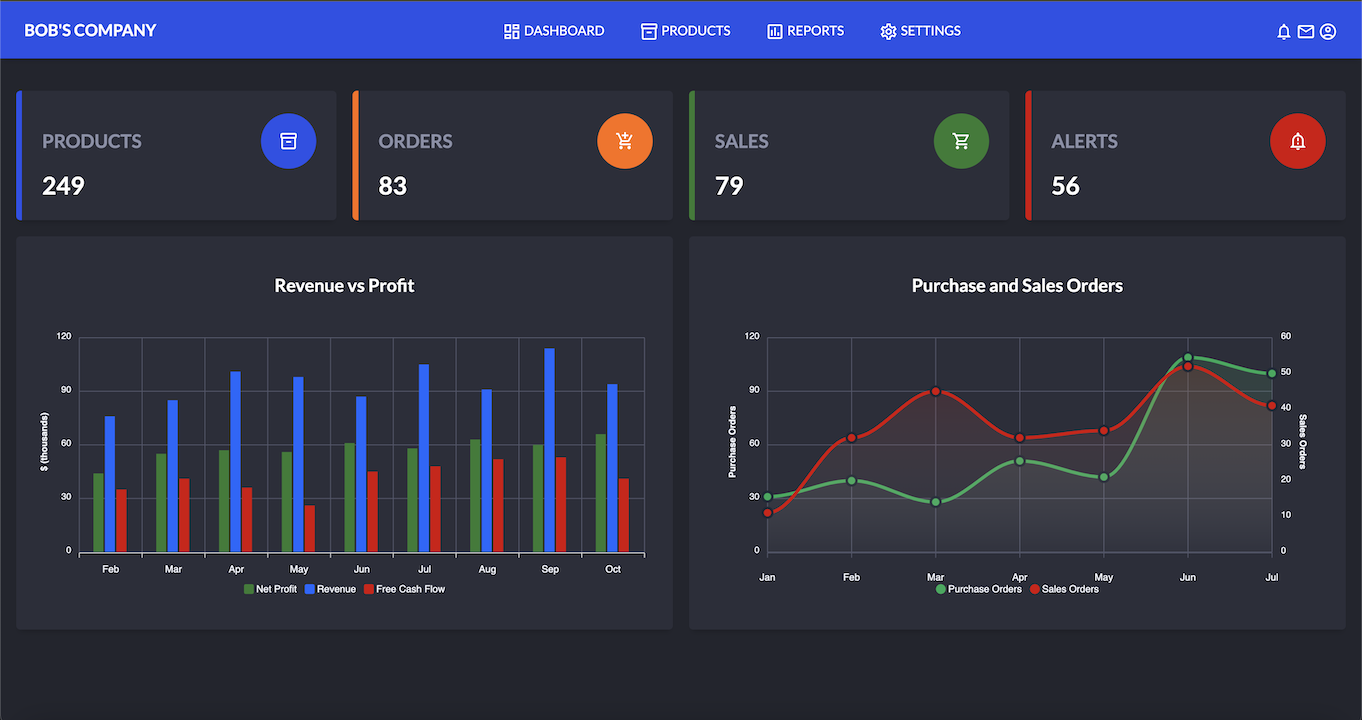 BOB'S COMPANY
DASHBOARD
PRODUCTS
REPORTS
SETTINGS
PRODUCTS
249
ORDERS
83
SALES
79
ALERTS
56
Revenue vs Profit
120
90
60
30
0
$ (thousands)
Feb Mar Apr May Jun Jul Aug Sep Oct
Net Profit Revenue Free Cash Flow
Purchase and Sales Orders
120
90
60
30
0
Purchase Orders
60
50
40
30
20
10
0
Sales Orders
Jan Feb Mar Apr May Jun Jul
Purchase Orders Sales Orders